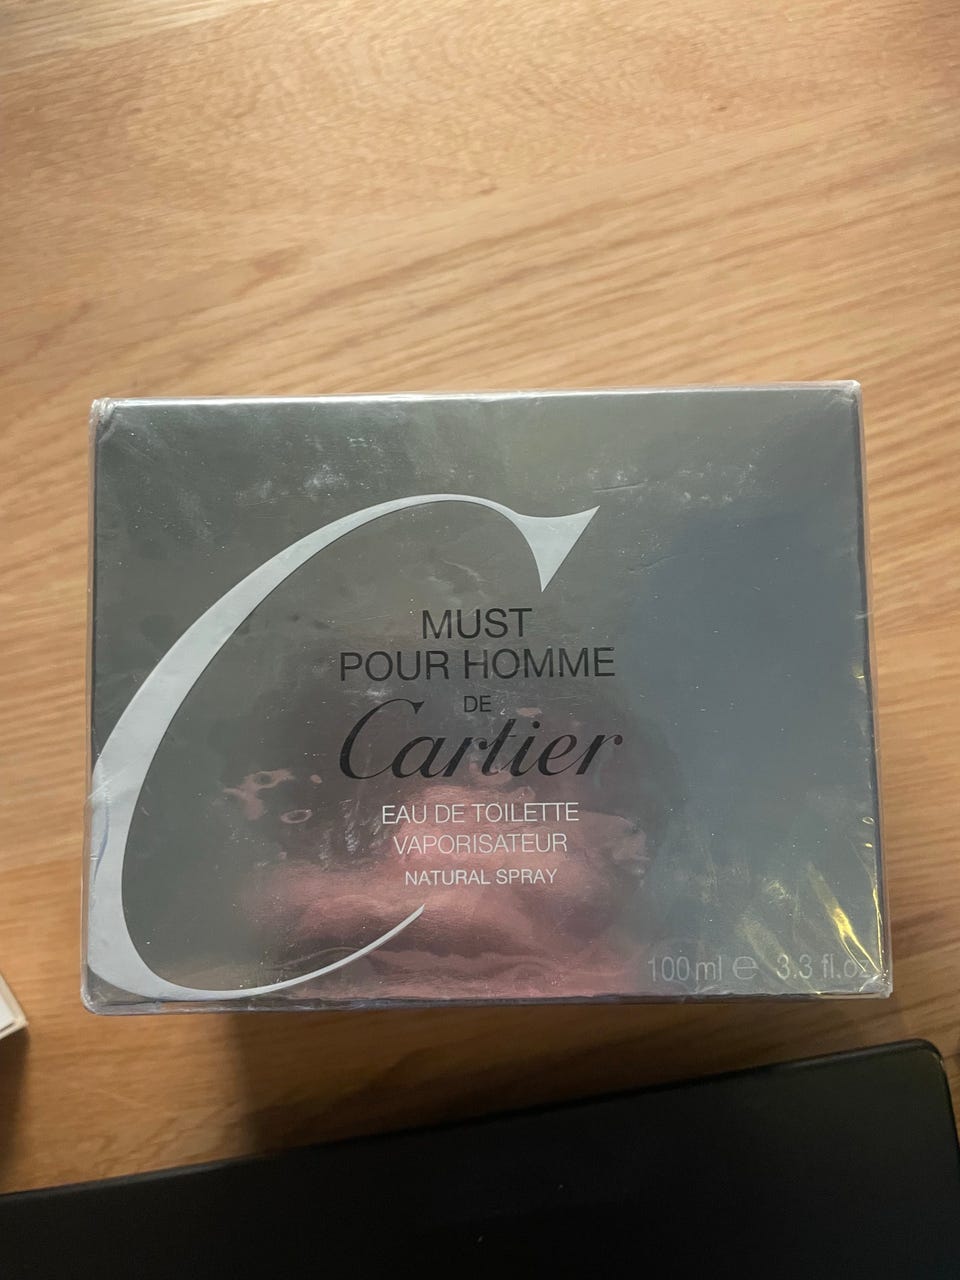 MUST
POUR HOMME
DE
Cartier
EAU DE TOILETTE
VAPORISATEUR
NATURAL SPRAY
100 ml ℮ 3.3 fl.oz